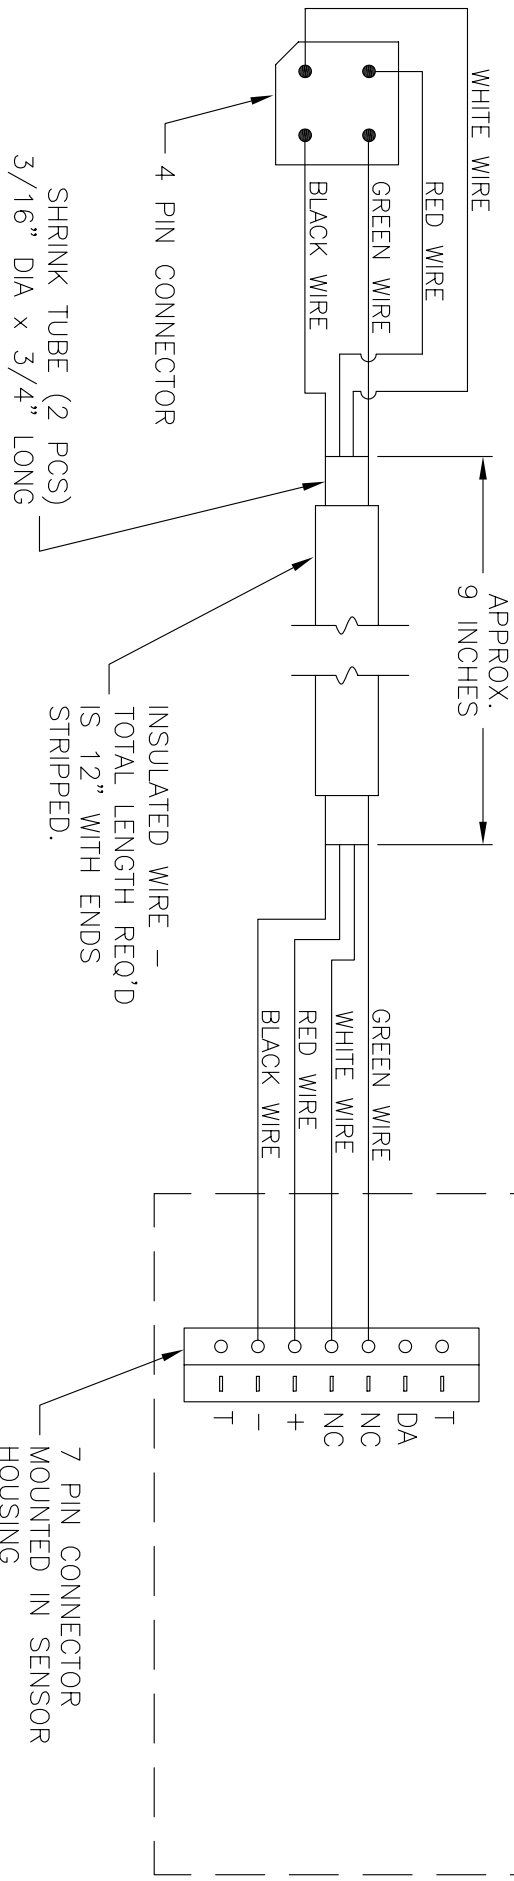 WHITE WIRE
RED WIRE
GREEN WIRE
BLACK WIRE
4 PIN CONNECTOR
SHRINK TUBE (2 PCS)
3/16" DIA x 3/4" LONG
APPROX.
9 INCHES
INSULATED WIRE –
TOTAL LENGTH REQ'D
IS 12" WITH ENDS
STRIPPED.
GREEN WIRE
WHITE WIRE
RED WIRE
BLACK WIRE
T
DA
NC
NC
+
–
T
7 PIN CONNECTOR
MOUNTED IN SENSOR
HOUSING